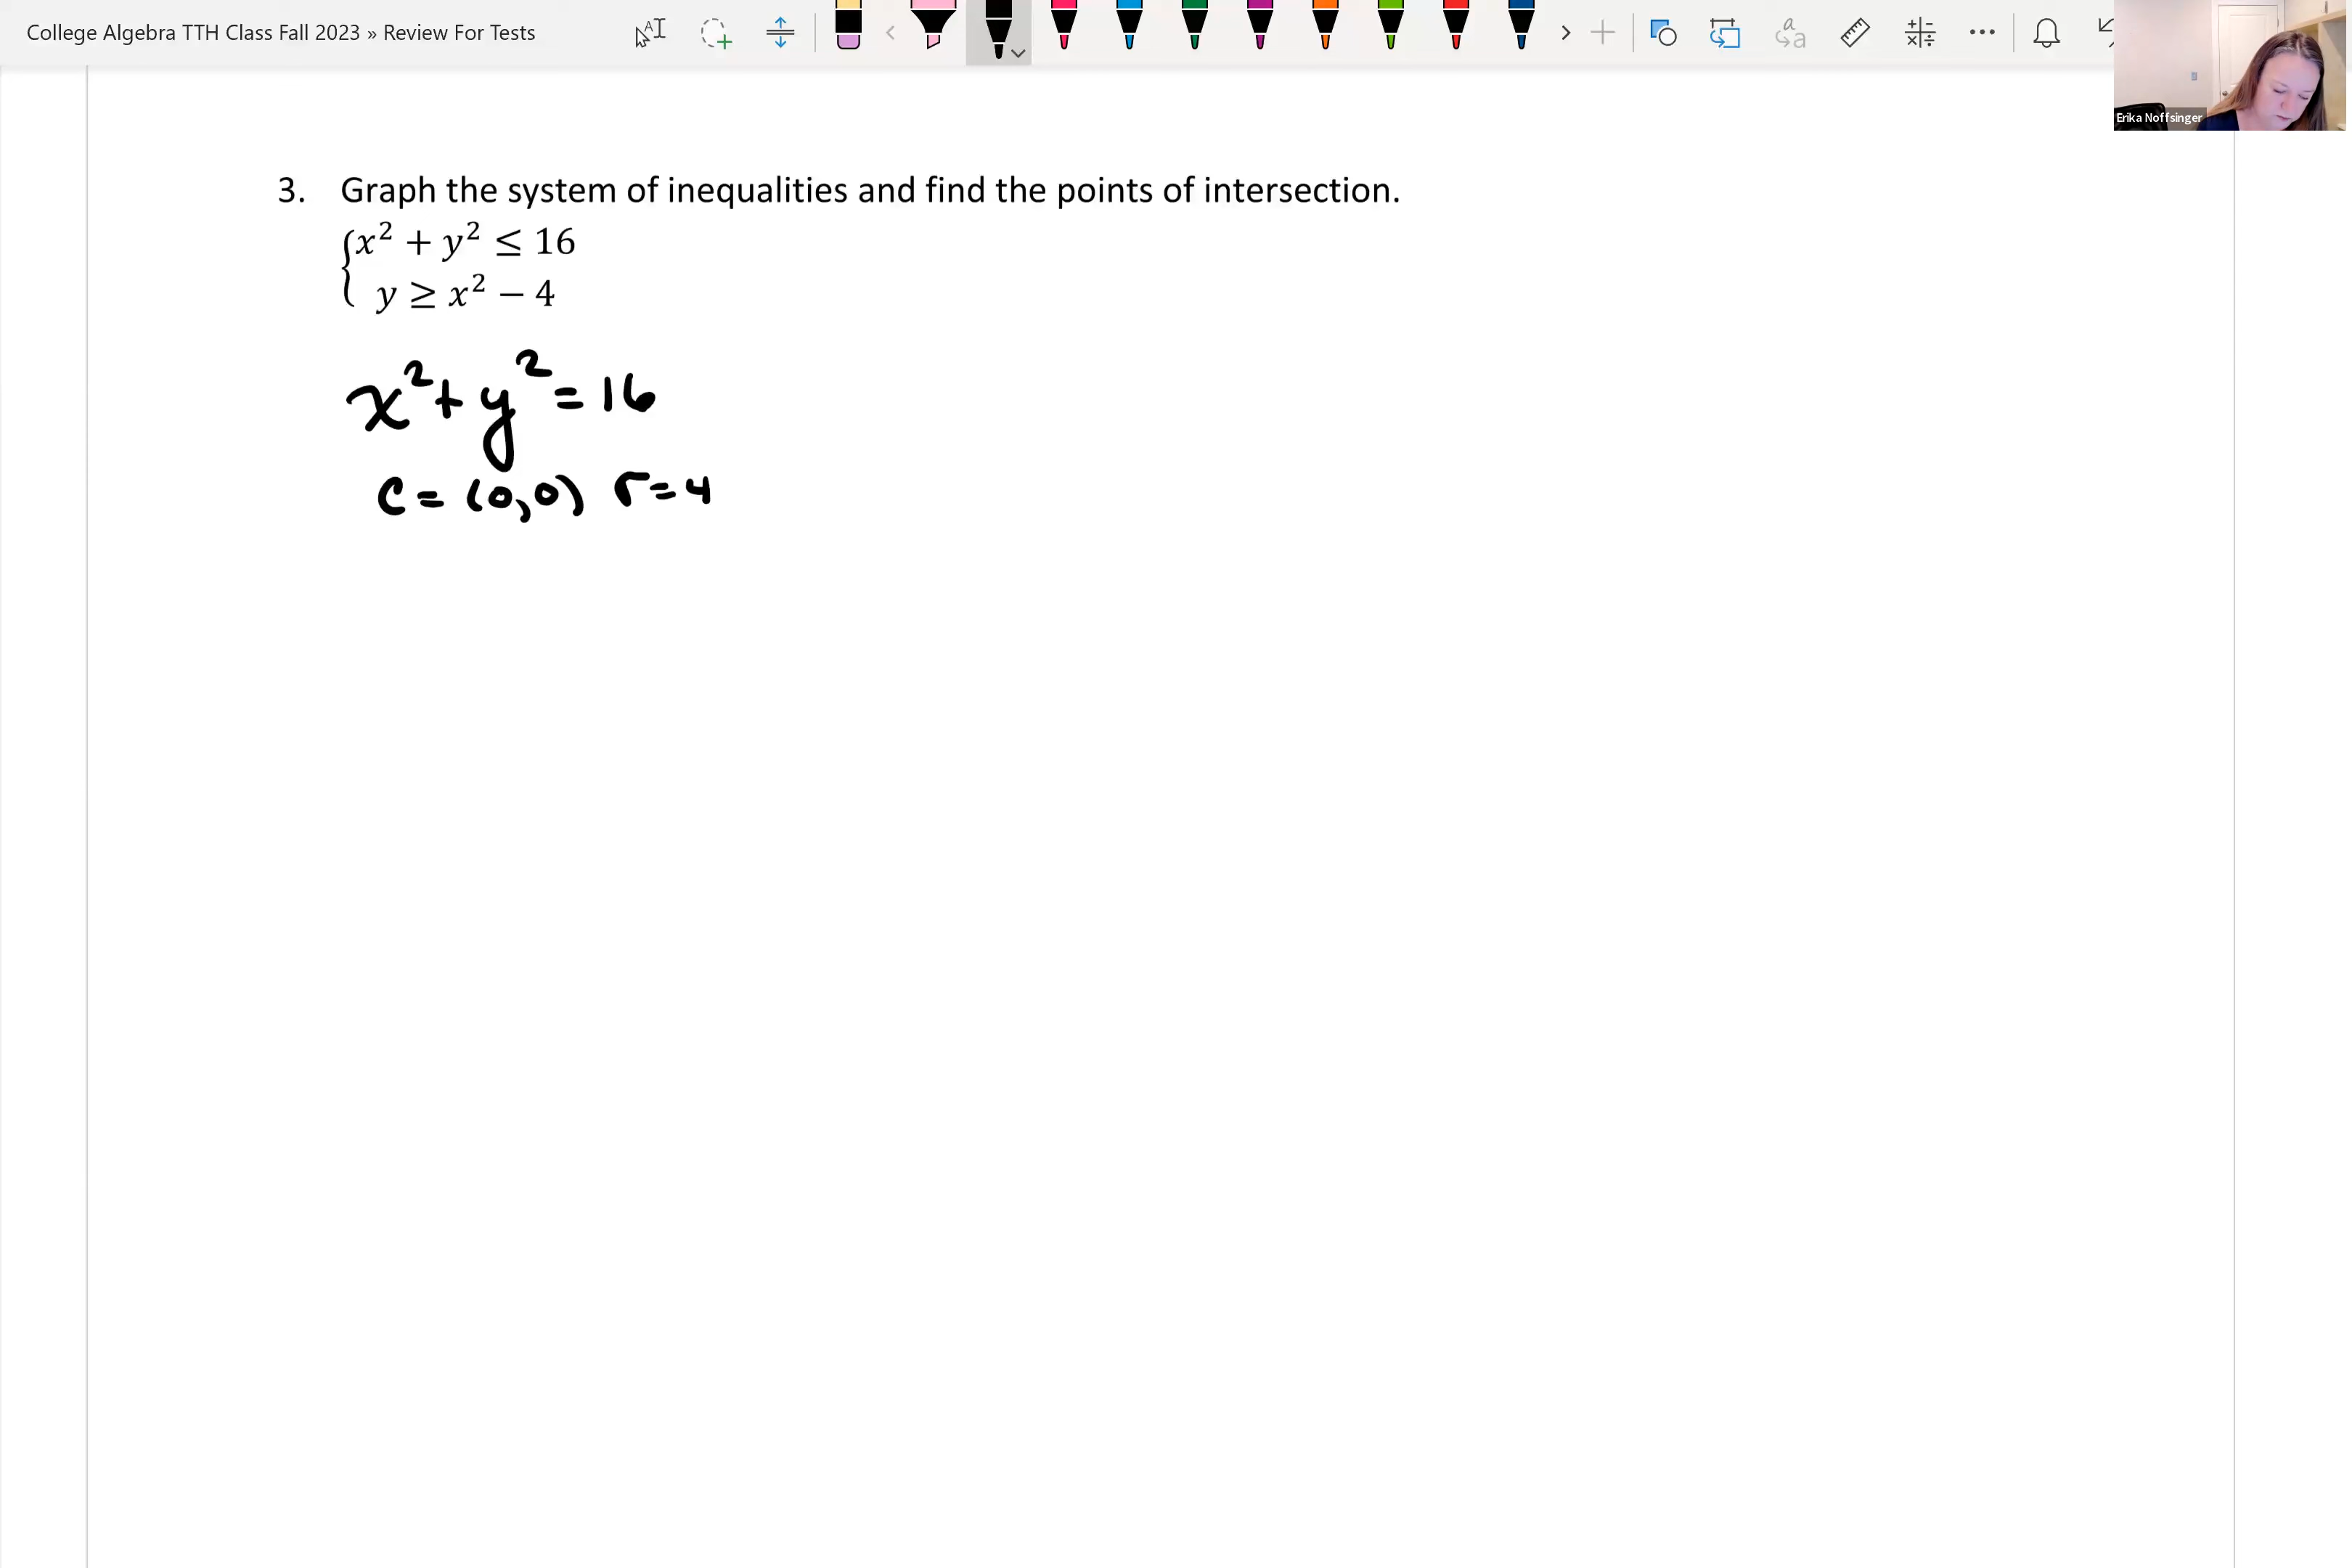 College Algebra TTH Class Fall 2023 » Review For Tests
Erika Noffsinger
3. Graph the system of inequalities and find the points of intersection.
x² + y² ≤ 16
y ≥ x² − 4
x² + y² = 16
c = (0,0) r = 4